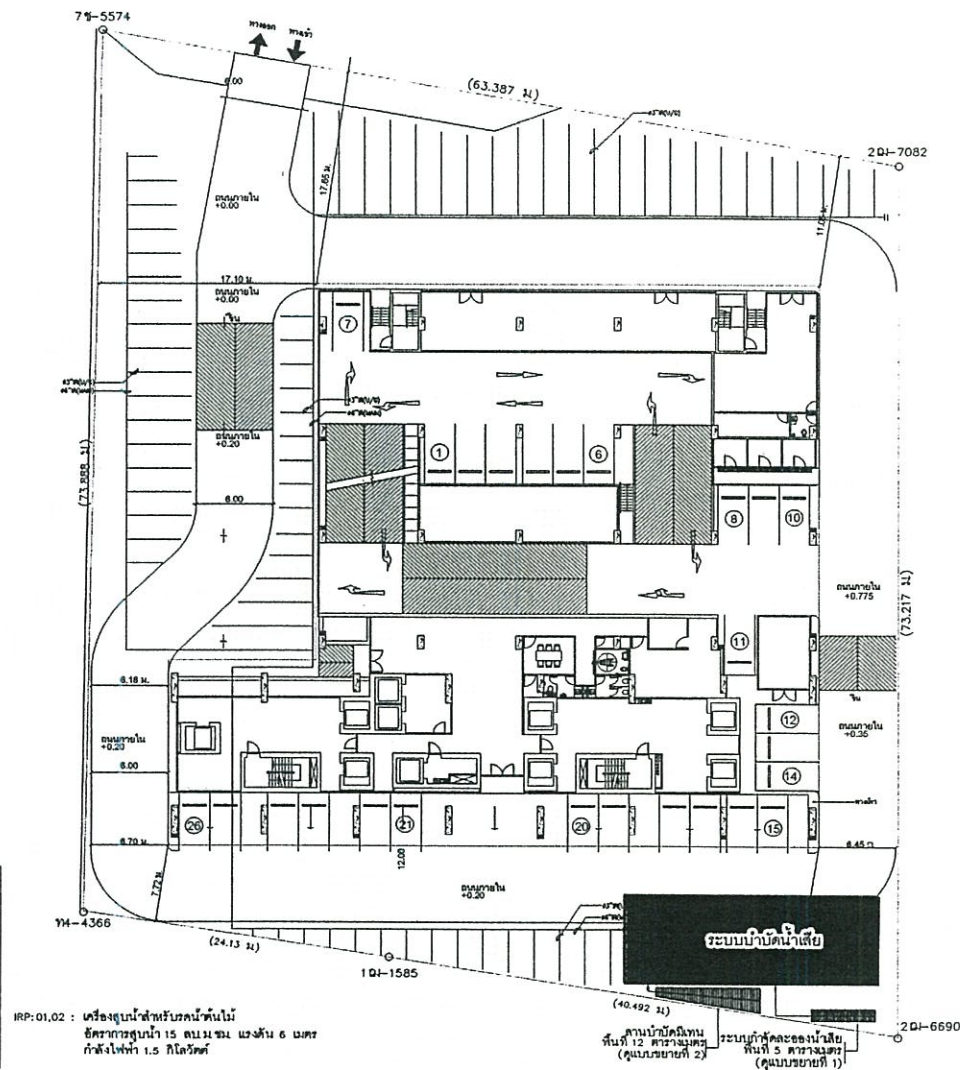 7ช-5574
ทางออก
ทางเข้า
6.00
(63.387 ม.)
2ฌ-7082
17.65 ม.
11.05 ม.
ถนนภายใน
+0.00
17.10 ม.
ถนนภายใน
+0.00
7
(73.888 ม.)
ถนนภายใน
+0.20
1
6
6.00
8
10
ถนนภายใน
+0.775
(73.217 ม.)
11
6.18 ม.
ถนนภายใน
+0.20
12
ถนนภายใน
+0.35
6.00
14
26
21
20
15
6.70 ม.
12.00
6.45 ม.
7.72 ม.
ถนนภายใน
+0.20
ท4-4366
(24.13 ม.)
1ฌ-1585
ระบบบำบัดน้ำเสีย
(40.492 ม.)
2ฌ-6690
IRP: 01,02 : เครื่องสูบน้ำสำหรับรดน้ำต้นไม้
อัตราการสูบน้ำ 15 ลบ.ม.ชม. แรงดัน 6 เมตร
กำลังไฟฟ้า 1.5 กิโลวัตต์
ลานบำบัดมีเทน
พื้นที่ 12 ตารางเมตร
(ดูแบบขยายที่ 2)
ระบบกำจัดละอองน้ำเสีย
พื้นที่ 5 ตารางเมตร
(ดูแบบขยายที่ 1)